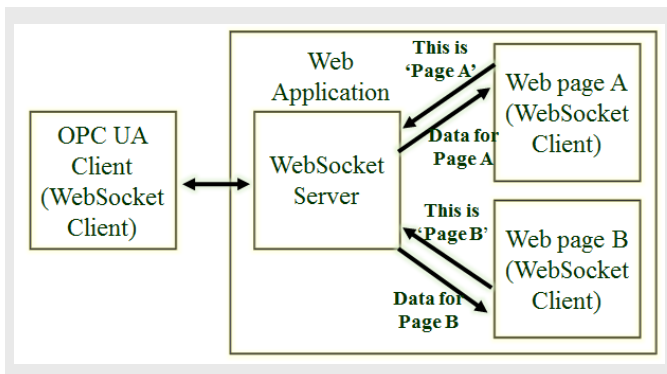 Web
Application
OPC UA
Client
(WebSocket
Client)
WebSocket
Server
This is
‘Page A’
Data for
Page A
Web page A
(WebSocket
Client)
This is
‘Page B’
Data for
Page B
Web page B
(WebSocket
Client)